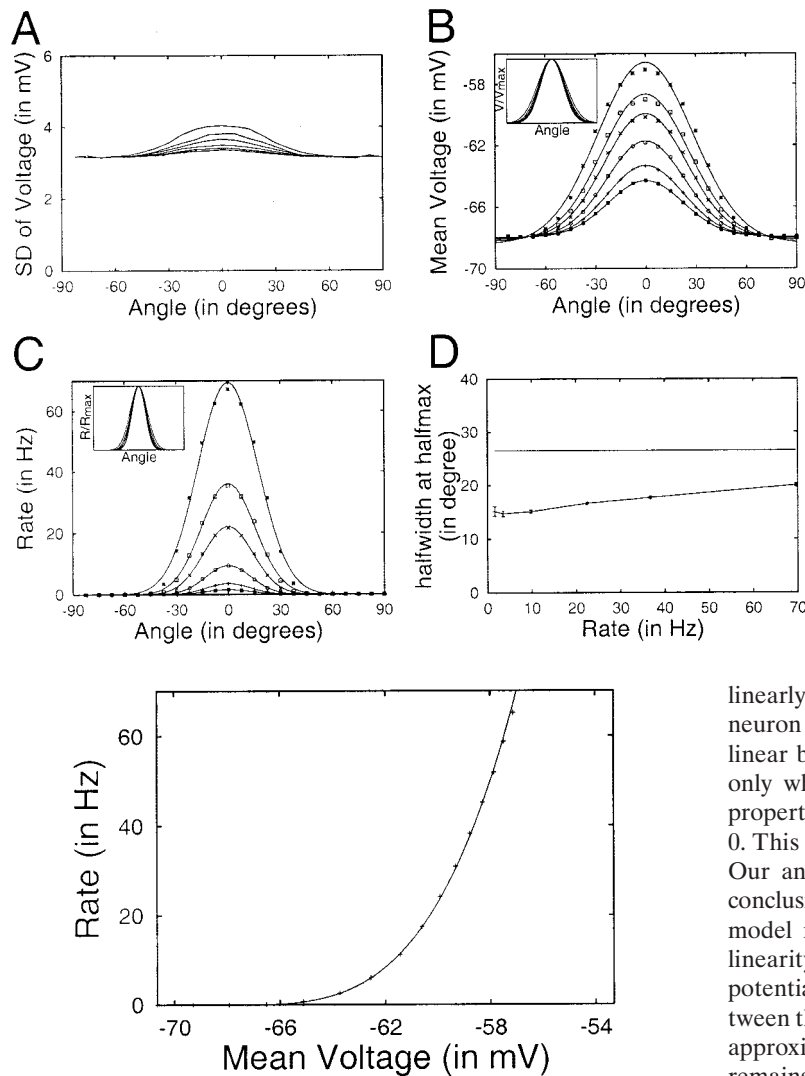 A
SD of Voltage (in mV)
6
4
2
0
-90 -60 -30 0 30 60 90
Angle (in degrees)
B
Mean Voltage (in mV)
-58
-62
-66
-70
V/Vmax
Angle
-90 -60 -30 0 30 60 90
Angle (in degrees)
C
Rate (in Hz)
60
40
20
0
R/Rmax
Angle
-90 -60 -30 0 30 60 90
Angle (in degrees)
D
halfwidth at halfmax
(in degree)
40
30
20
10
0
0 10 20 30 40 50 60 70
Rate (in Hz)
Rate (in Hz)
60
40
20
0
-70 -66 -62 -58 -54
Mean Voltage (in mV)
linearly
neuron
linear b
only wh
propert
0. This
Our an
conclus
model i
linearity
potentia
tween th
approxi
remains